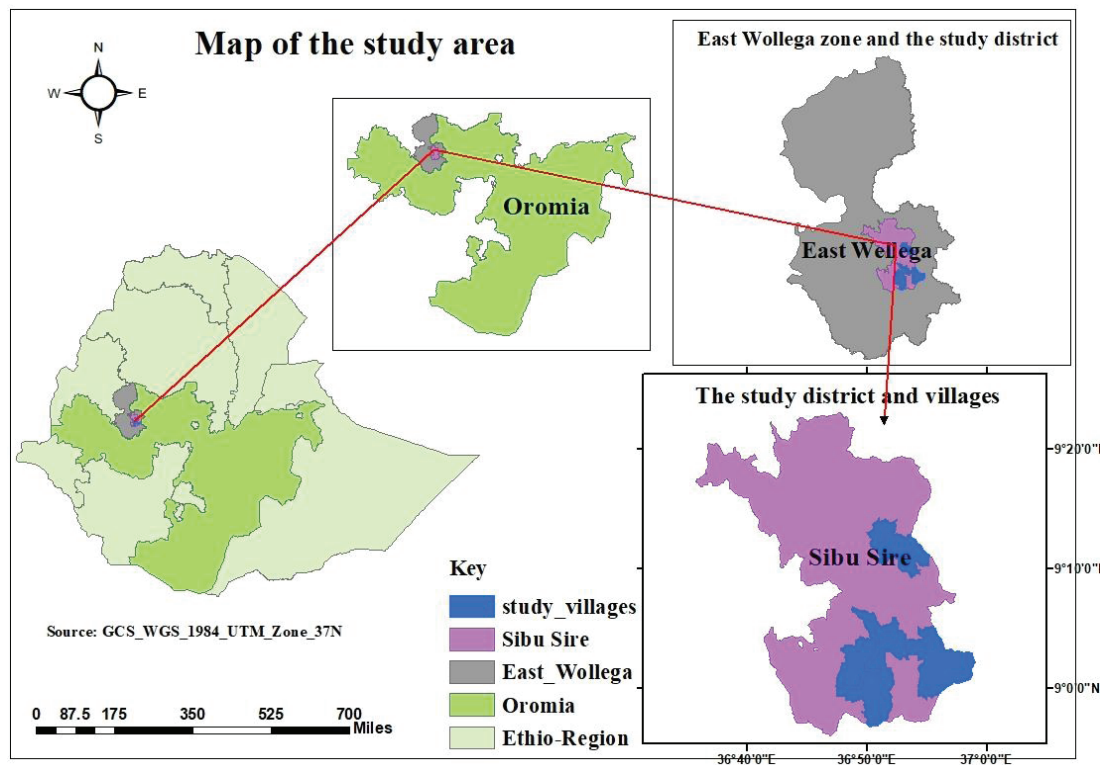 Map of the study area
N
W
E
S
Oromia
East Wollega zone and the study district
East Wellega
The study district and villages
Sibu Sire
9°20'0"N
9°10'0"N
9°0'0"N
36°40'0"E
36°50'0"E
37°0'0"E
Key
study_villages
Sibu Sire
East_Wollega
Oromia
Ethio-Region
Source: GCS_WGS_1984_UTM_Zone_37N
0 87.5 175 350 525 700
Miles